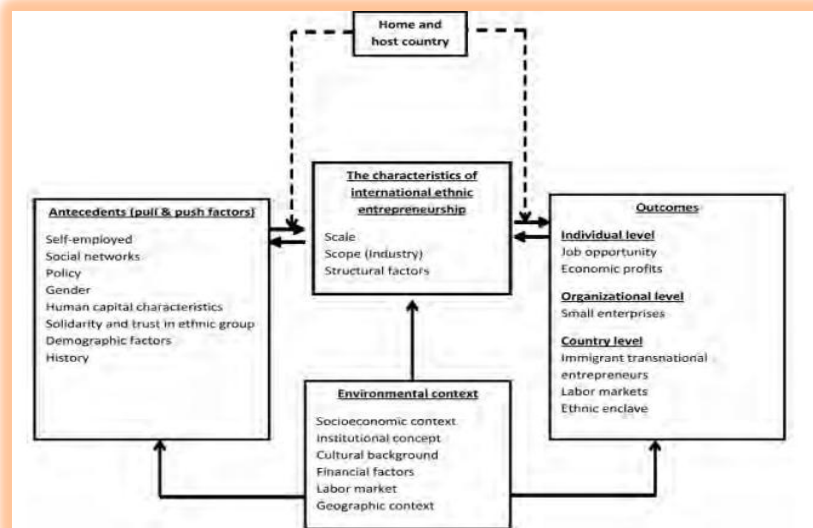 Home and
host country
Antecedents (pull & push factors)
Self-employed
Social networks
Policy
Gender
Human capital characteristics
Solidarity and trust in ethnic group
Demographic factors
History
The characteristics of
international ethnic
entrepreneurship
Scale
Scope (Industry)
Structural factors
Outcomes
Individual level
Job opportunity
Economic profits
Organizational level
Small enterprises
Country level
Immigrant transnational
entrepreneurs
Labor markets
Ethnic enclave
Environmental context
Socioeconomic context
Institutional concept
Cultural background
Financial factors
Labor market
Geographic context